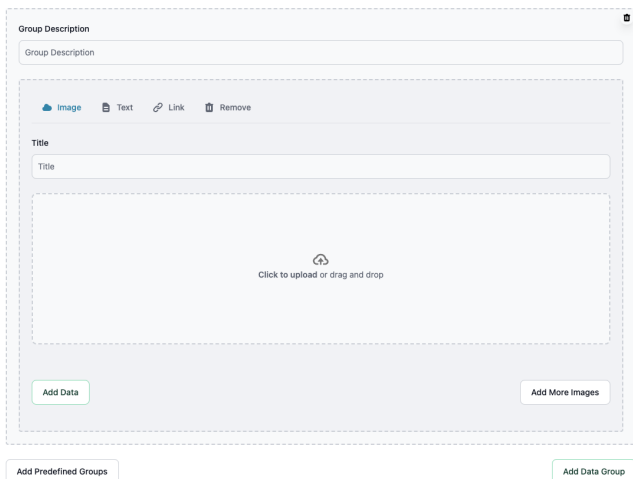 Group Description
Group Description
Image Text Link Remove
Title
Title
Click to upload or drag and drop
Add Data Add More Images
Add Predefined Groups Add Data Group